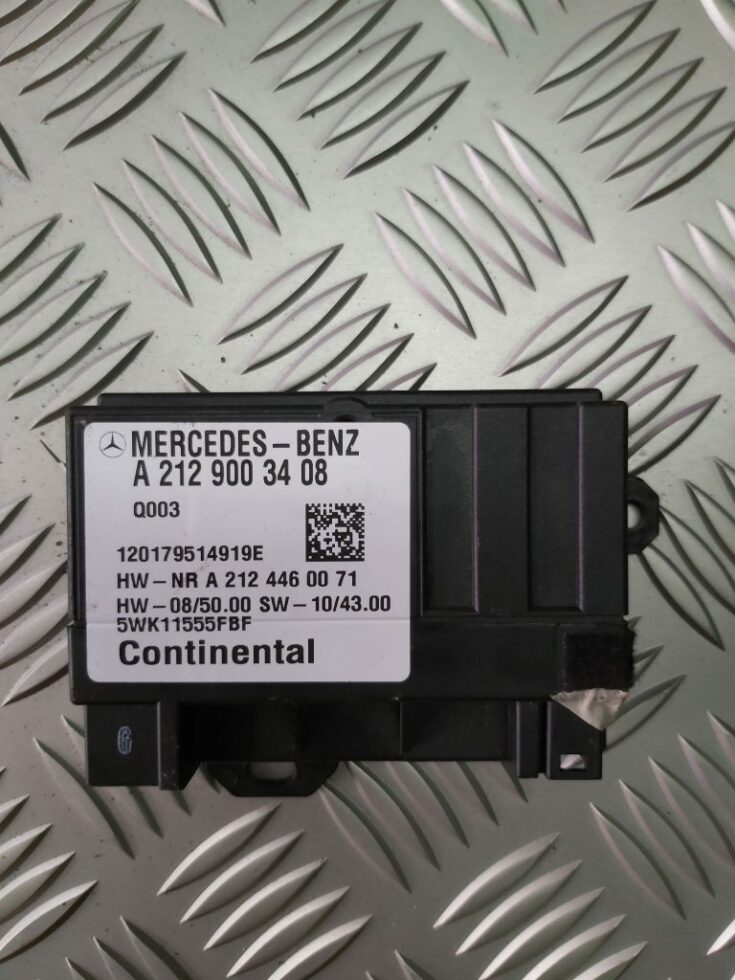 MERCEDES-BENZ
A 212 900 34 08
Q003
120179514919E
HW-NR A 212 446 00 71
HW-08/50.00 SW-10/43.00
5WK11555FBF
Continental
G